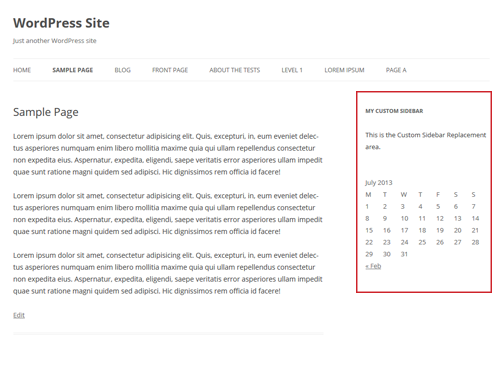 WordPress Site
Just another WordPress site
HOME SAMPLE PAGE BLOG FRONT PAGE ABOUT THE TESTS LEVEL 1 LOREM IPSUM PAGE A
Sample Page
Lorem ipsum dolor sit amet, consectetur adipisicing elit. Quis, excepturi, in, eum eveniet delec-
tus asperiores numquam enim libero mollitia maxime quia qui ullam repellendus consectetur
non expedita eius. Aspernatur, expedita, eligendi, saepe veritatis error asperiores ullam impedit
quae sunt ratione magni quidem sed adipisci. Hic dignissimos rem officia id facere!
Lorem ipsum dolor sit amet, consectetur adipisicing elit. Quis, excepturi, in, eum eveniet delec-
tus asperiores numquam enim libero mollitia maxime quia qui ullam repellendus consectetur
non expedita eius. Aspernatur, expedita, eligendi, saepe veritatis error asperiores ullam impedit
quae sunt ratione magni quidem sed adipisci. Hic dignissimos rem officia id facere!
Lorem ipsum dolor sit amet, consectetur adipisicing elit. Quis, excepturi, in, eum eveniet delec-
tus asperiores numquam enim libero mollitia maxime quia qui ullam repellendus consectetur
non expedita eius. Aspernatur, expedita, eligendi, saepe veritatis error asperiores ullam impedit
quae sunt ratione magni quidem sed adipisci. Hic dignissimos rem officia id facere!
Edit
MY CUSTOM SIDEBAR
This is the Custom Sidebar Replacement
area.
July 2013
M T W T F S S
1 2 3 4 5 6 7
8 9 10 11 12 13 14
15 16 17 18 19 20 21
22 23 24 25 26 27 28
29 30 31
« Feb